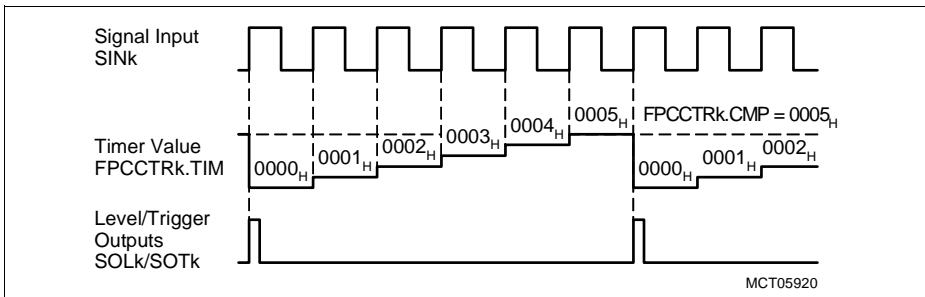 Signal Input
SINk
FPCCTRk.CMP = 0005H
Timer Value
FPCCTRk.TIM
0000H 0001H 0002H 0003H 0004H 0005H 0000H 0001H 0002H
Level/Trigger
Outputs
SOLk/SOTk
MCT05920